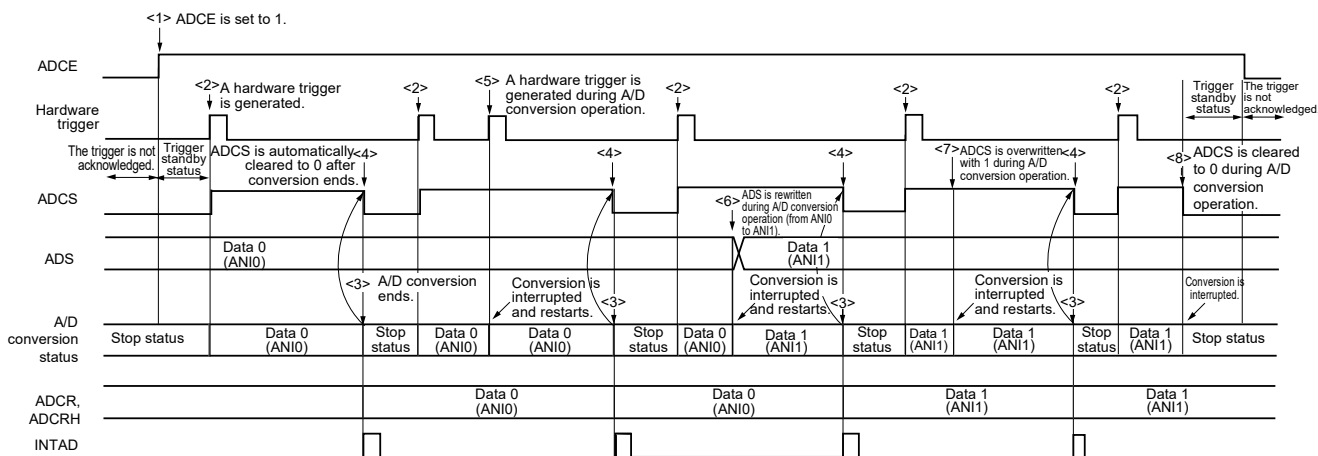 <1> ADCE is set to 1.
ADCE
<2> A hardware trigger
is generated.
<2>
<5> A hardware trigger is
generated during A/D
conversion operation.
<2>
<2>
<2>
Trigger
standby
status
The trigger
is not
acknowledged
Hardware
trigger
The trigger is not
acknowledged.
Trigger
standby
status
ADCS is automatically
cleared to 0 after
conversion ends.
<4>
<4>
<4>
<7> ADCS is overwritten
with 1 during A/D
conversion operation.
<4>
<8> ADCS is cleared
to 0 during A/D
conversion
operation.
ADCS
<6> ADS is rewritten
during A/D conversion
operation (from ANI0
to ANI1).
ADS
Data 0
(ANI0)
Data 1
(ANI1)
<3> A/D conversion
ends.
Conversion is
interrupted
and restarts.
<3>
Conversion is
interrupted
and restarts.
<3>
Conversion is
interrupted
and restarts.
<3>
Conversion is
interrupted.
A/D
conversion
status
Stop status
Data 0
(ANI0)
Stop
status
Data 0
(ANI0)
Data 0
(ANI0)
Stop
status
Data 0
(ANI0)
Data 1
(ANI1)
Stop
status
Data 1
(ANI1)
Data 1
(ANI1)
Stop
status
Data 1
(ANI1)
Stop status
ADCR,
ADCRH
Data 0
(ANI0)
Data 0
(ANI0)
Data 1
(ANI1)
Data 1
(ANI1)
INTAD